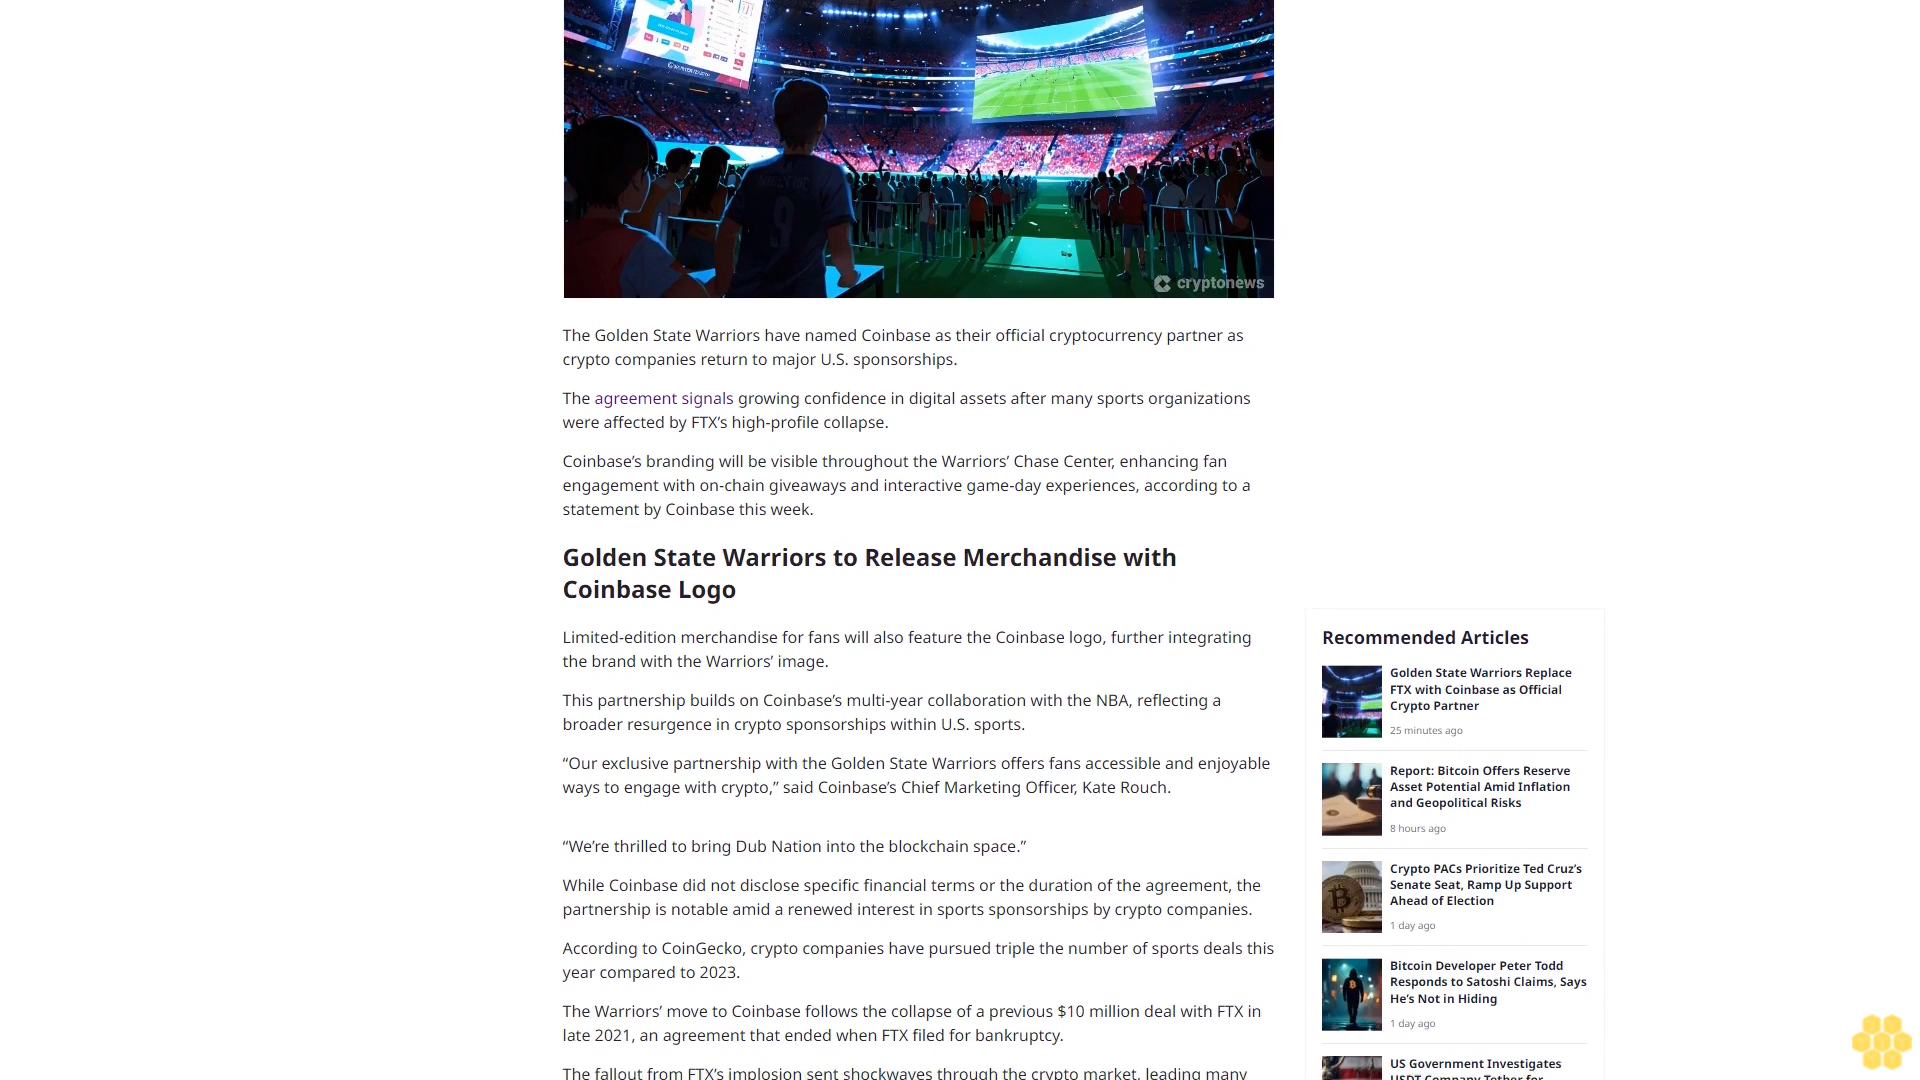 cryptonews
The Golden State Warriors have named Coinbase as their official cryptocurrency partner as
crypto companies return to major U.S. sponsorships.
The agreement signals growing confidence in digital assets after many sports organizations
were affected by FTX’s high-profile collapse.
Coinbase’s branding will be visible throughout the Warriors’ Chase Center, enhancing fan
engagement with on-chain giveaways and interactive game-day experiences, according to a
statement by Coinbase this week.
Golden State Warriors to Release Merchandise with
Coinbase Logo
Limited-edition merchandise for fans will also feature the Coinbase logo, further integrating
the brand with the Warriors’ image.
This partnership builds on Coinbase’s multi-year collaboration with the NBA, reflecting a
broader resurgence in crypto sponsorships within U.S. sports.
“Our exclusive partnership with the Golden State Warriors offers fans accessible and enjoyable
ways to engage with crypto,” said Coinbase’s Chief Marketing Officer, Kate Rouch.
“We’re thrilled to bring Dub Nation into the blockchain space.”
While Coinbase did not disclose specific financial terms or the duration of the agreement, the
partnership is notable amid a renewed interest in sports sponsorships by crypto companies.
According to CoinGecko, crypto companies have pursued triple the number of sports deals this
year compared to 2023.
The Warriors’ move to Coinbase follows the collapse of a previous $10 million deal with FTX in
late 2021, an agreement that ended when FTX filed for bankruptcy.
The fallout from FTX’s implosion sent shockwaves through the crypto market, leading many
Recommended Articles
Golden State Warriors Replace
FTX with Coinbase as Official
Crypto Partner
25 minutes ago
Report: Bitcoin Offers Reserve
Asset Potential Amid Inflation
and Geopolitical Risks
8 hours ago
Crypto PACs Prioritize Ted Cruz’s
Senate Seat, Ramp Up Support
Ahead of Election
1 day ago
Bitcoin Developer Peter Todd
Responds to Satoshi Claims, Says
He’s Not in Hiding
1 day ago
US Government Investigates
USDT Company Tether for